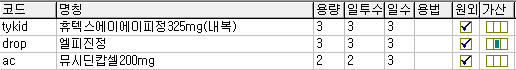 코드 명칭 용량 일투수 일수 용법 원외 가산
tykid 휴텍스에이에이피정325mg(내복) 3 3 3
drop 엘피진정 3 3 3
ac 뮤시딘캅셀200mg 2 2 3